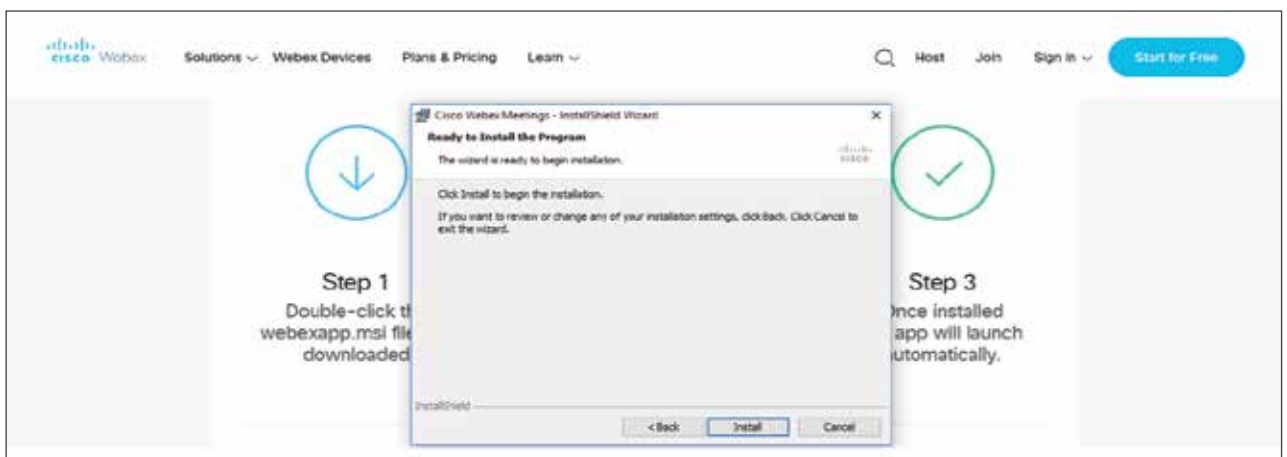 cisco Webex
Solutions
Webex Devices
Plans & Pricing
Learn
Host
Join
Sign in
Start for Free
Cisco Webex Meetings - InstallShield Wizard
Ready to Install the Program
The wizard is ready to begin installation.
cisco
Click Install to begin the installation.
If you want to review or change any of your installation settings, click Back. Click Cancel to
exit the wizard.
InstallShield
< Back
Install
Cancel
Step 1
Double-click
webexapp.msi
downloaded
Step 3
installed
app will launch
automatically.